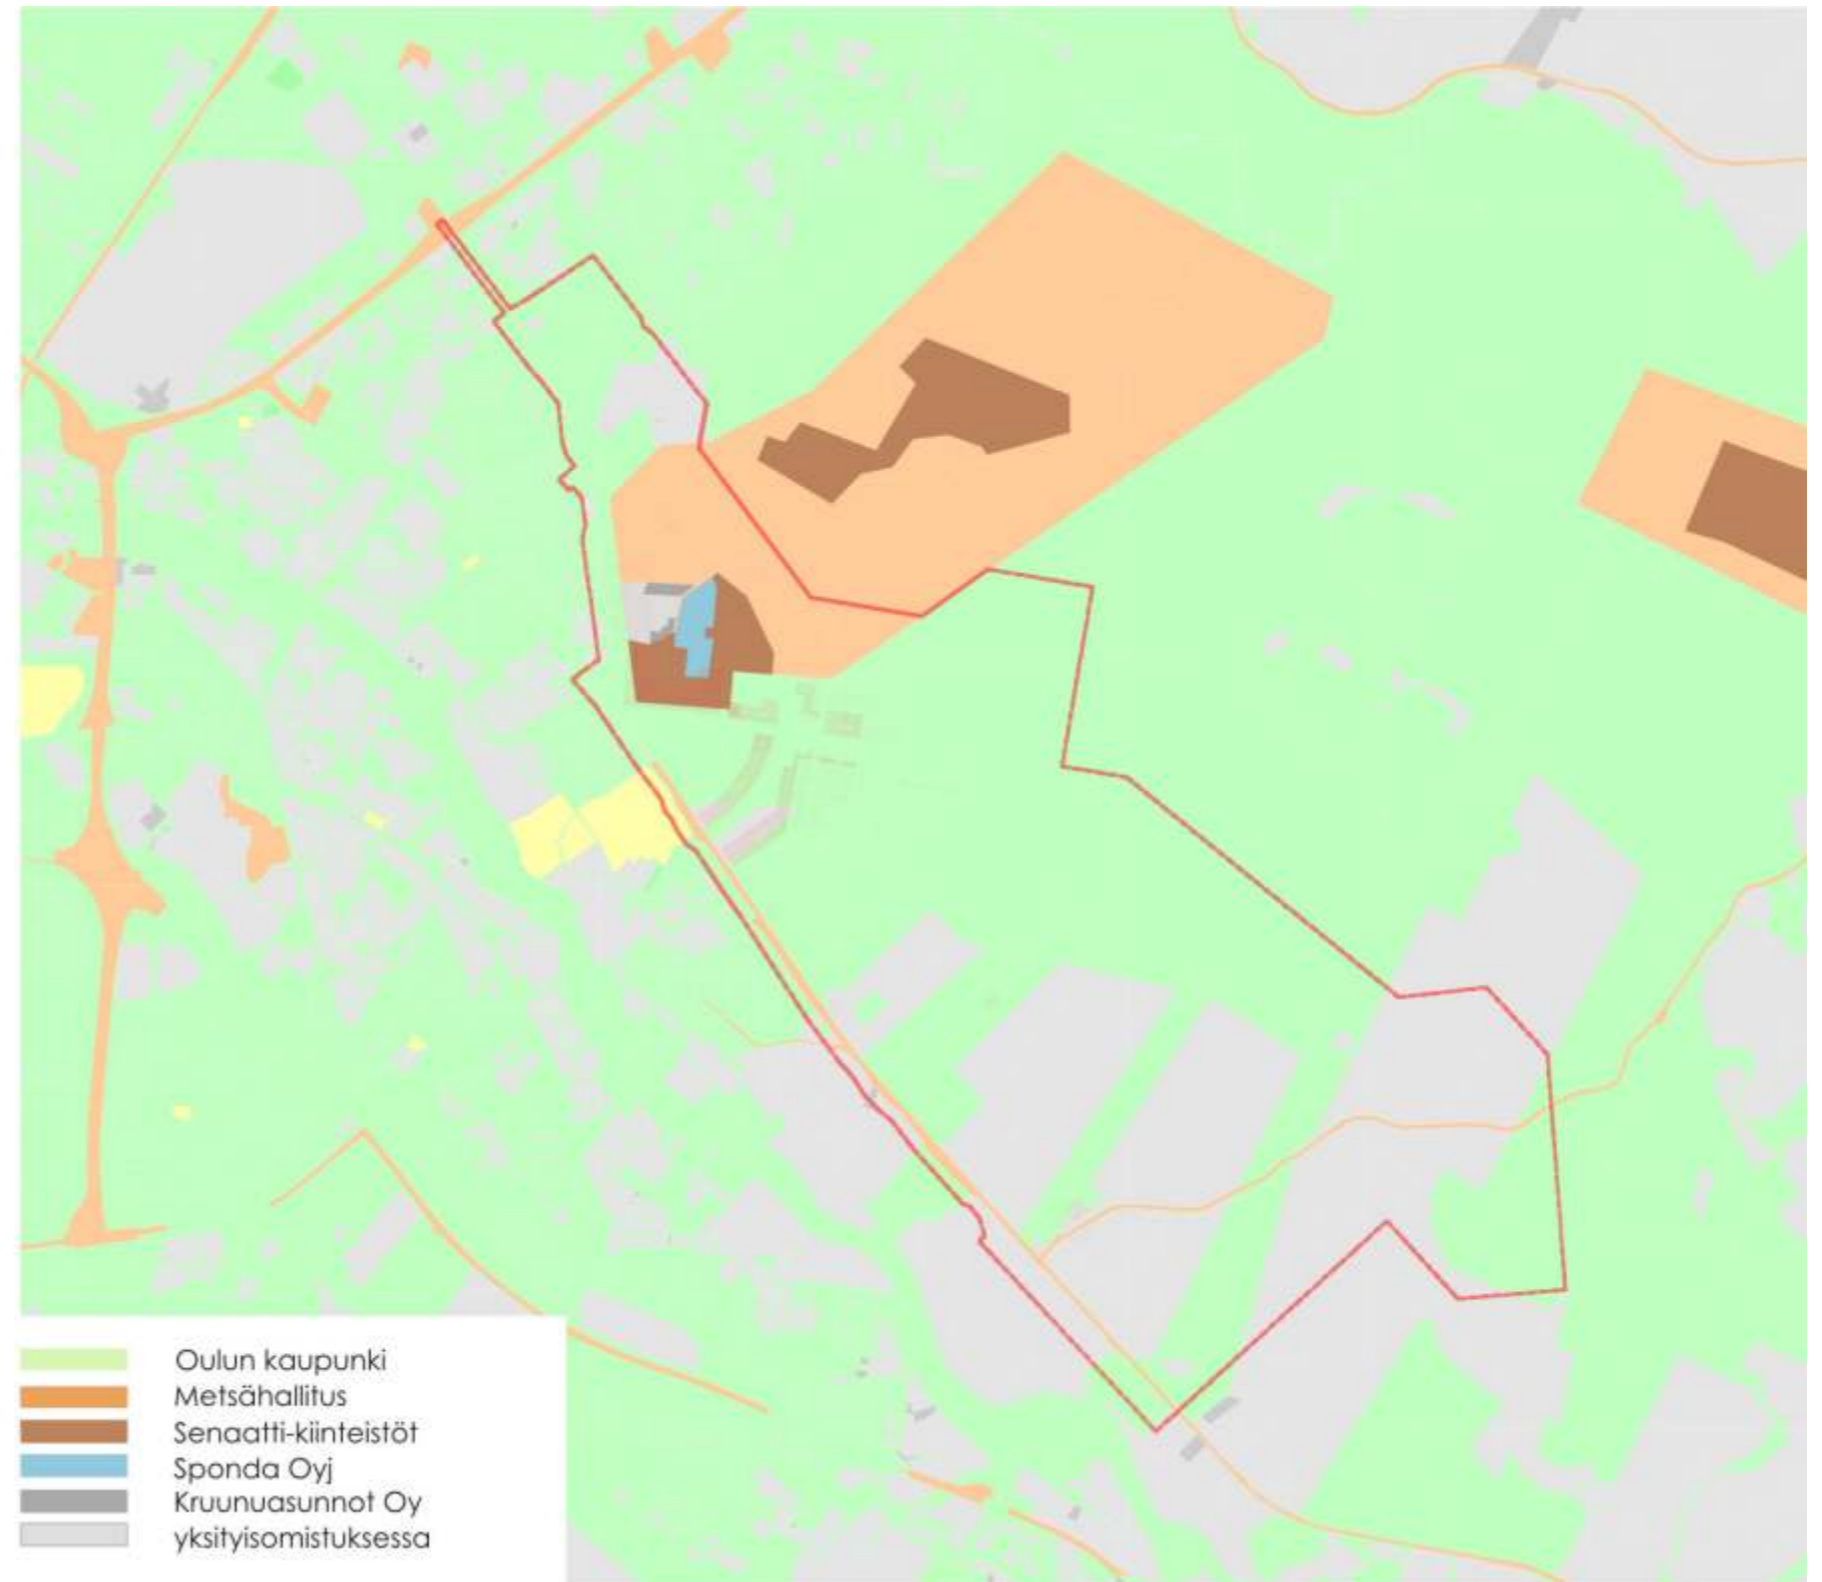 Oulun kaupunki
Metsähallitus
Senaatti-kiinteistöt
Sponda Oyj
Kruunuasunnot Oy
yksityisomistuksessa